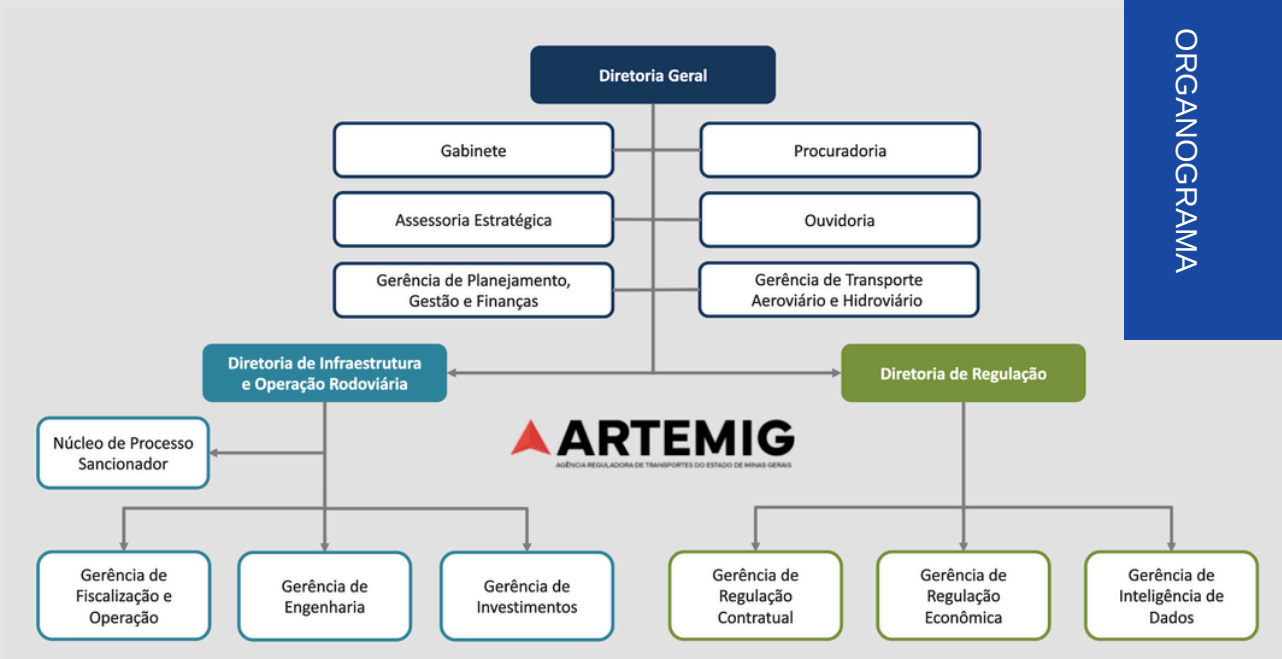 ORGANOGRAMA
Diretoria Geral
Gabinete
Procuradoria
Assessoria Estratégica
Ouvidoria
Gerência de Planejamento,
Gestão e Finanças
Gerência de Transporte
Aeroviário e Hidroviário
Diretoria de Infraestrutura
e Operação Rodoviária
Diretoria de Regulação
Núcleo de Processo
Sancionador
ARTEMIG
AGÊNCIA REGULADORA DE TRANSPORTES DO ESTADO DE MINAS GERAIS
Gerência de
Fiscalização e
Operação
Gerência de
Engenharia
Gerência de
Investimentos
Gerência de
Regulação
Contratual
Gerência de
Regulação
Econômica
Gerência de
Inteligência de
Dados